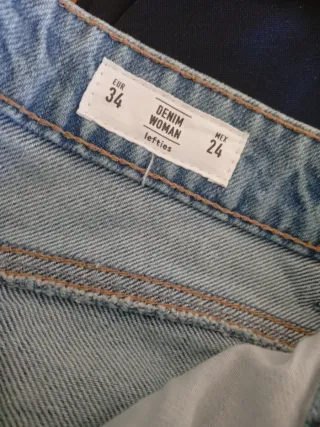 EUR
34
DENIM
WOMAN
lefties
MEX
24